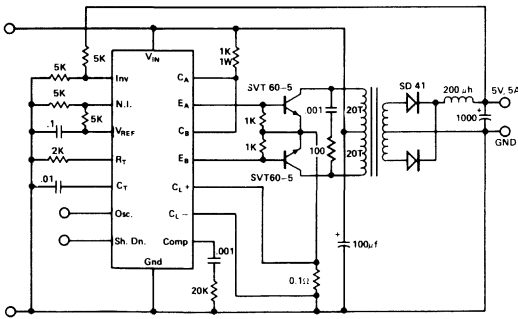 5K
V IN
1K
1W
5K
Inv
CA
SVT 60-5
SD 41
200 μh
5V, 5A
5K
N.I.
EA
.001
20T
1000
+
.1
5K
VREF
CB
1K
GND
2K
RT
EB
1K
100
20T
.01
CT
CL +
SVT60-5
Osc.
CL −
+
100μf
Sh. Dn.
Comp
.001
0.1Ω
Gnd
20K